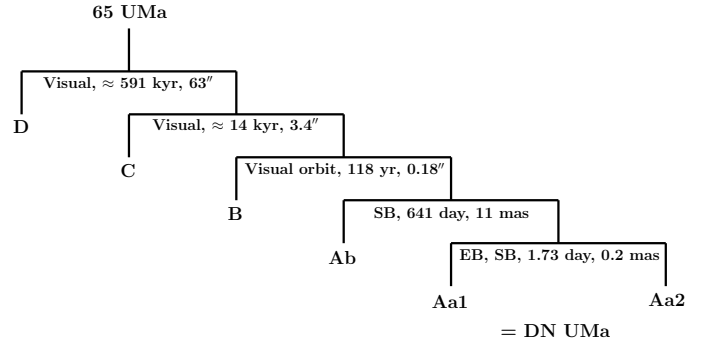 65 UMa
Visual, ≈ 591 kyr, 63″
D
Visual, ≈ 14 kyr, 3.4″
C
Visual orbit, 118 yr, 0.18″
B
SB, 641 day, 11 mas
Ab
EB, SB, 1.73 day, 0.2 mas
Aa1
Aa2
= DN UMa